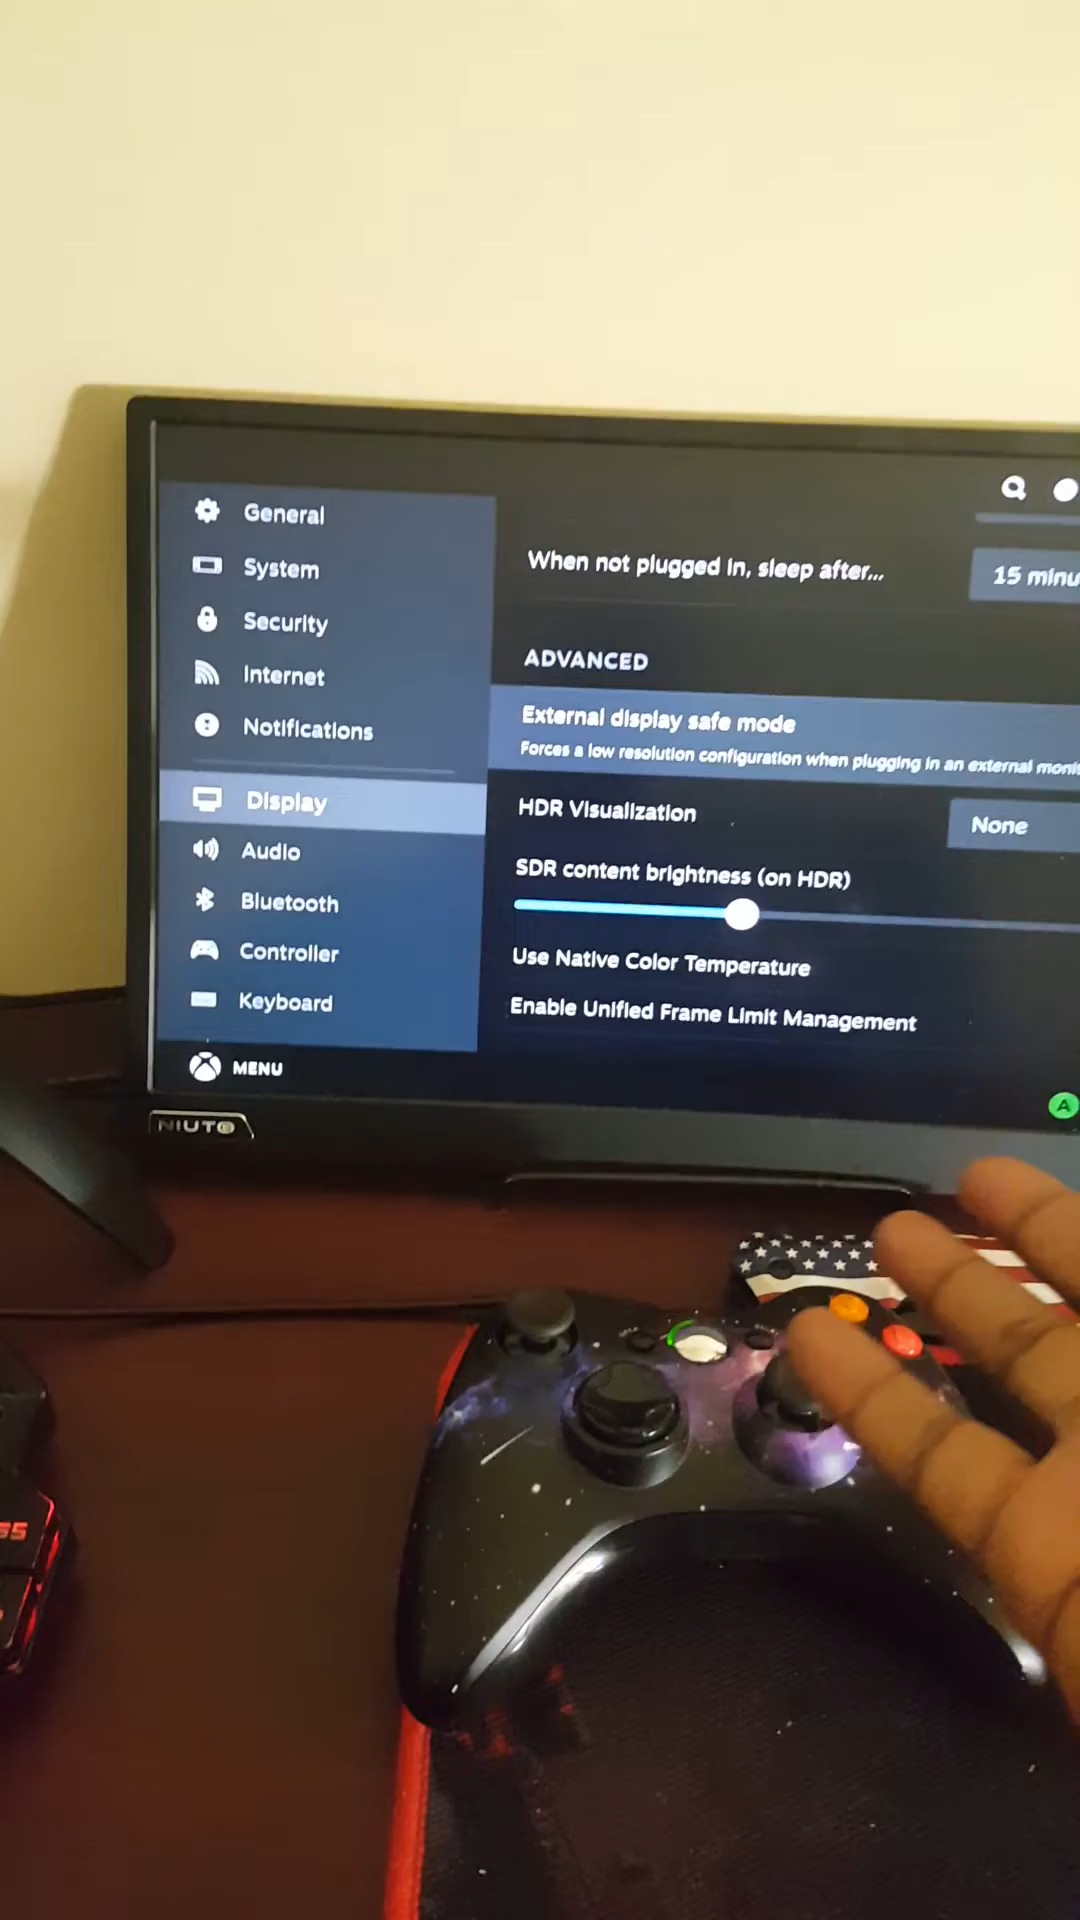 General
System
Security
Internet
Notifications
Display
Audio
Bluetooth
Controller
Keyboard
MENU
When not plugged in, sleep after...
15 minu
ADVANCED
External display safe mode
Forces a low resolution configuration when plugging in an external moni
HDR Visualization
None
SDR content brightness (on HDR)
Use Native Color Temperature
Enable Unified Frame Limit Management
A
NIUTO